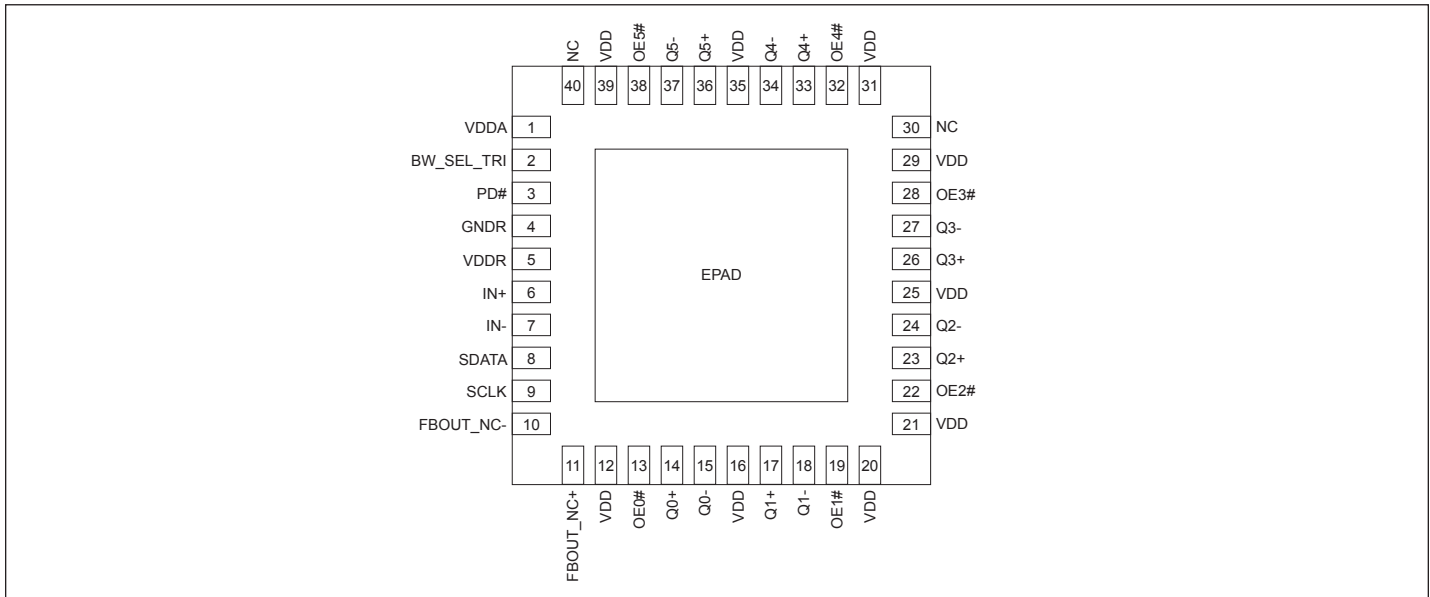 NC VDD OE5# Q5- Q5+ VDD Q4- Q4+ OE4# VDD
40 39 38 37 36 35 34 33 32 31
VDDA 1 30 NC
BW_SEL_TRI 2 29 VDD
PD# 3 28 OE3#
GNDR 4 27 Q3-
VDDR 5 26 Q3+
EPAD
IN+ 6 25 VDD
IN- 7 24 Q2-
SDATA 8 23 Q2+
SCLK 9 22 OE2#
FBOUT_NC- 10 21 VDD
11 12 13 14 15 16 17 18 19 20
FBOUT_NC+ VDD OE0# Q0+ Q0- VDD Q1+ Q1- OE1# VDD